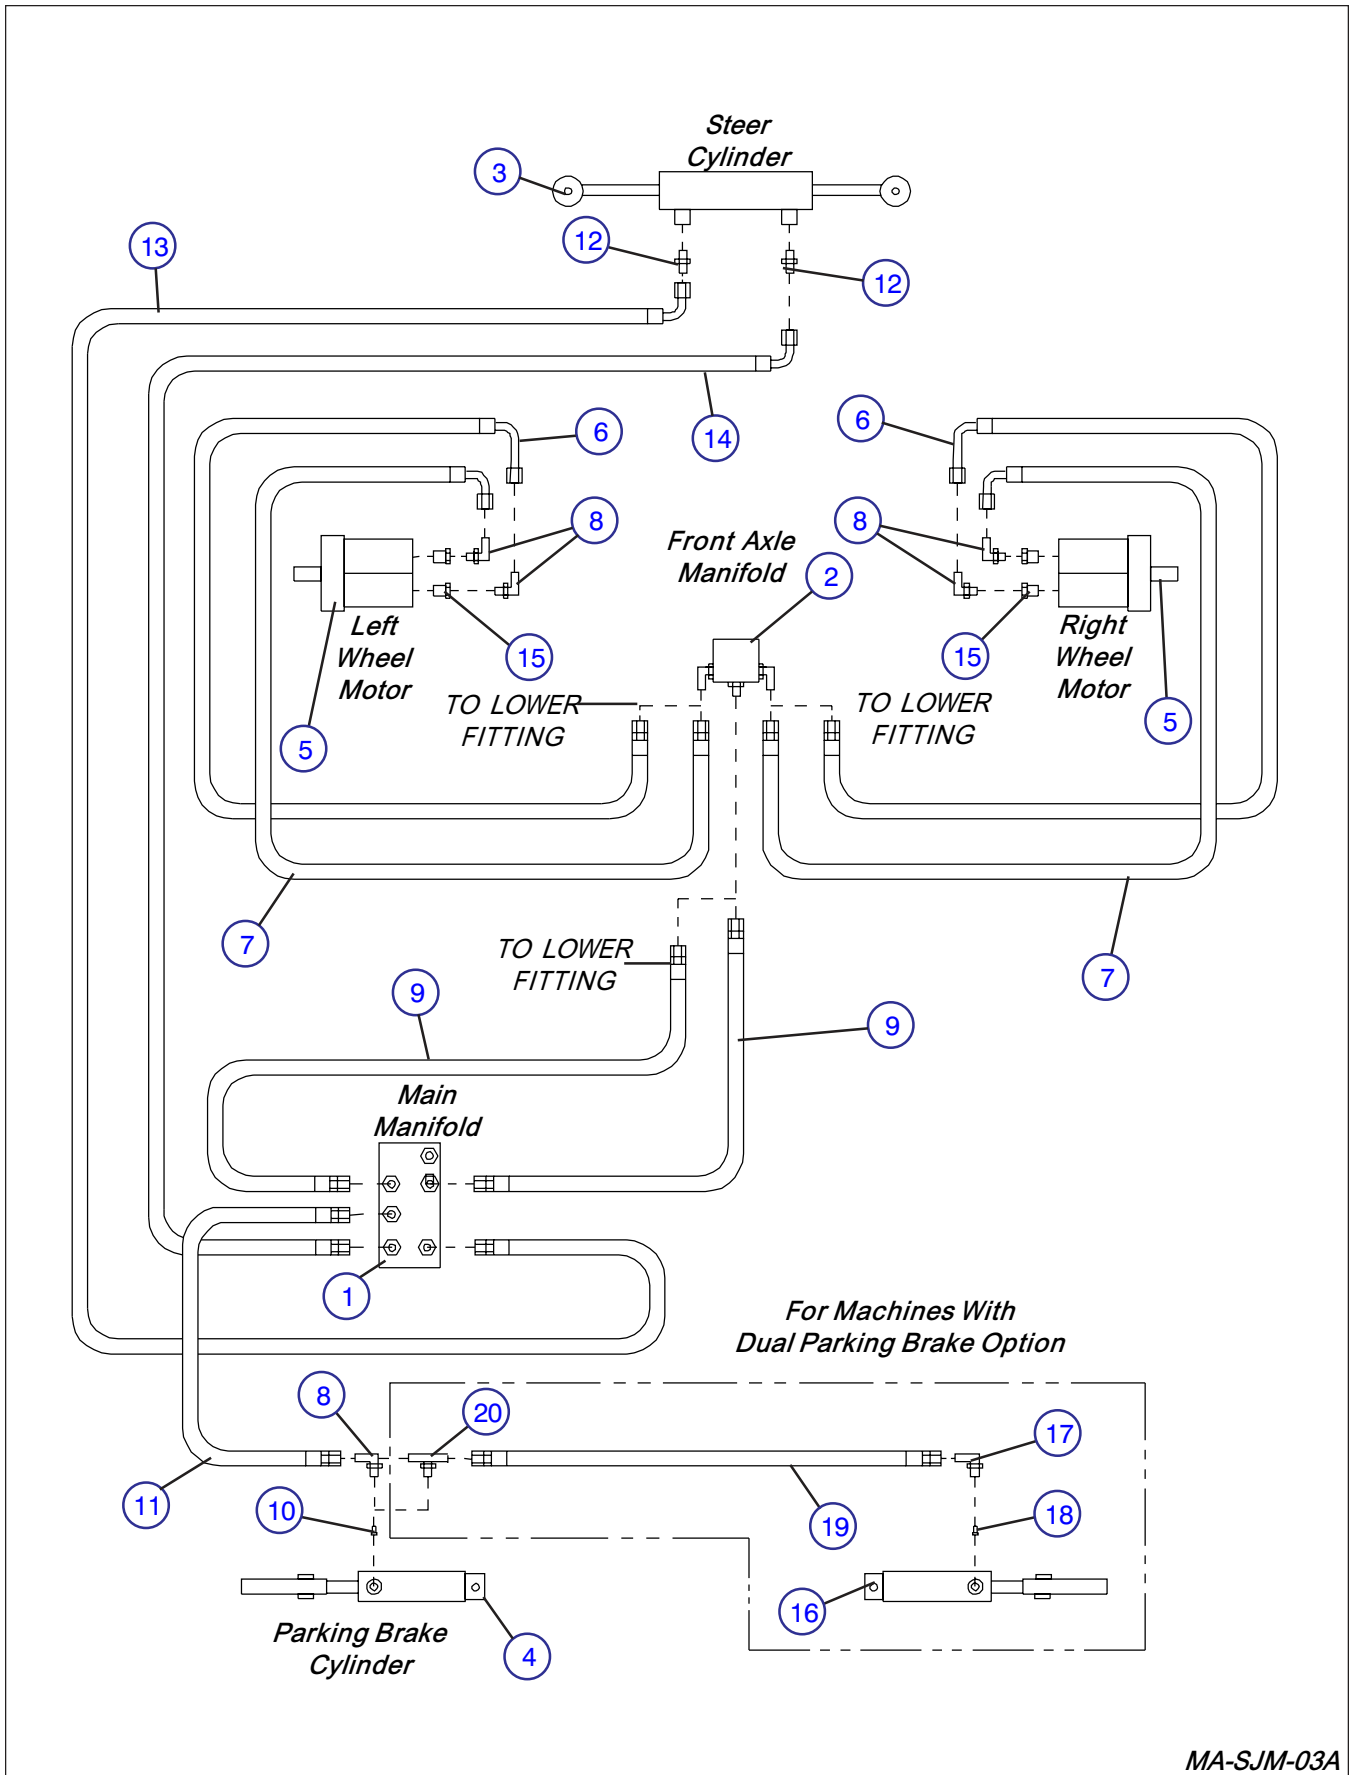 Steer
Cylinder
3
12
13
12
6
6
14
8
8
Front Axle
Manifold
2
Left
Wheel
Motor
15
15
Right
Wheel
Motor
TO LOWER
FITTING
TO LOWER
FITTING
5
5
7
TO LOWER
FITTING
7
9
9
Main
Manifold
1
For Machines With
Dual Parking Brake Option
8
20
17
11
10
18
19
16
Parking Brake
Cylinder
4
MA-SJM-03A